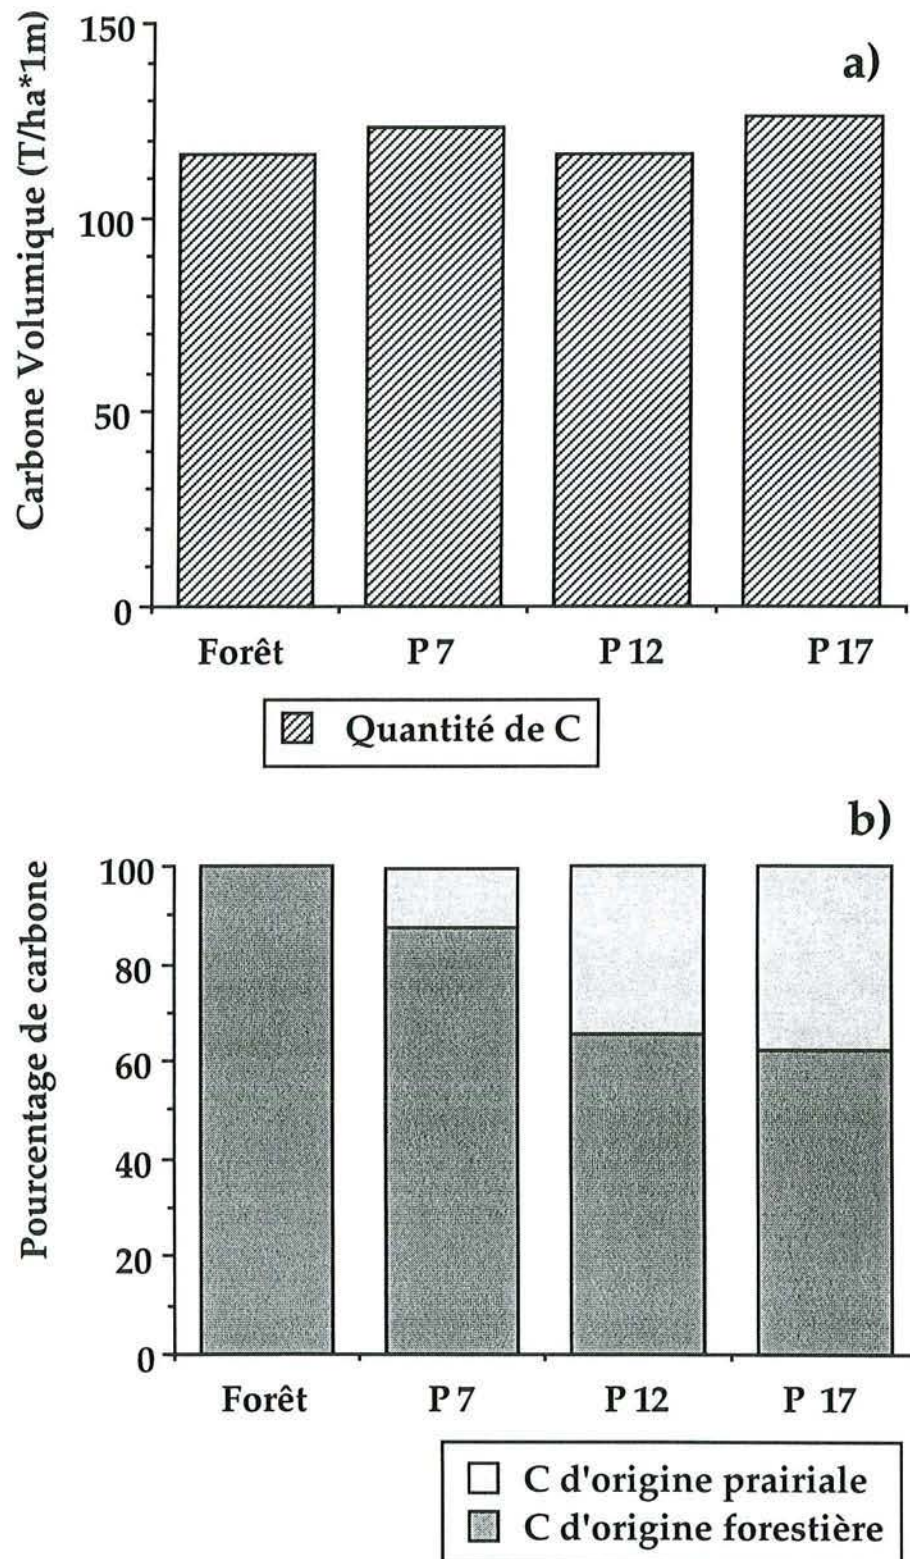 a)
Carbone Volumique (T/ha*1m)
150
100
50
0
Forêt P 7 P 12 P 17
Quantité de C
b)
Pourcentage de carbone
100
80
60
40
20
0
Forêt P 7 P 12 P 17
C d'origine prairiale
C d'origine forestière